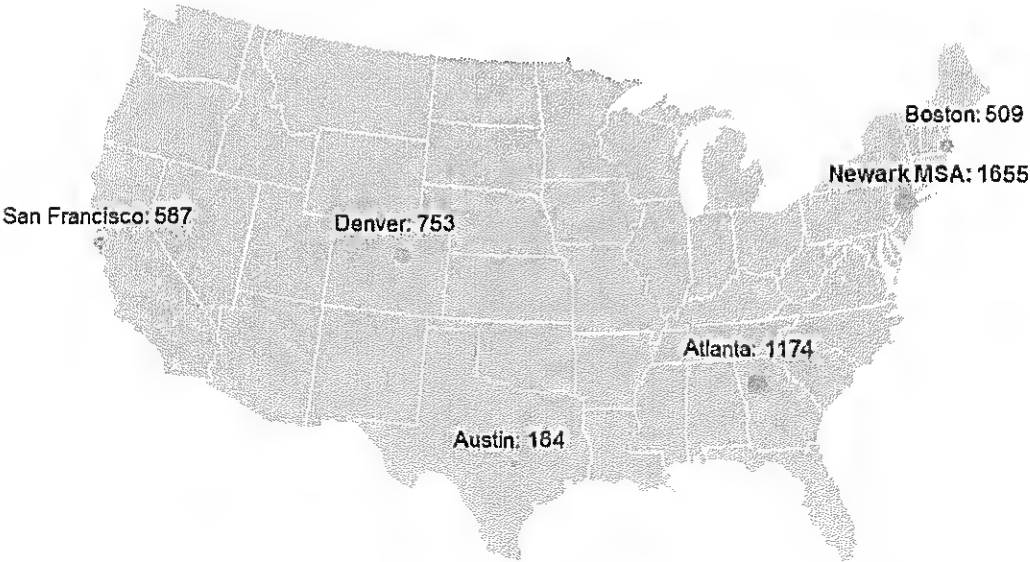 Boston: 509
Newark MSA: 1655
San Francisco: 587
Denver: 753
Atlanta: 1174
Austin: 184